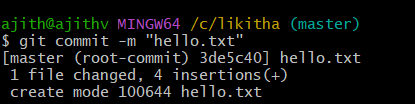 ajith@ajithv MINGW64 /c/likitha (master)
$ git commit -m "hello.txt"
[master (root-commit) 3de5c40] hello.txt
 1 file changed, 4 insertions(+)
 create mode 100644 hello.txt